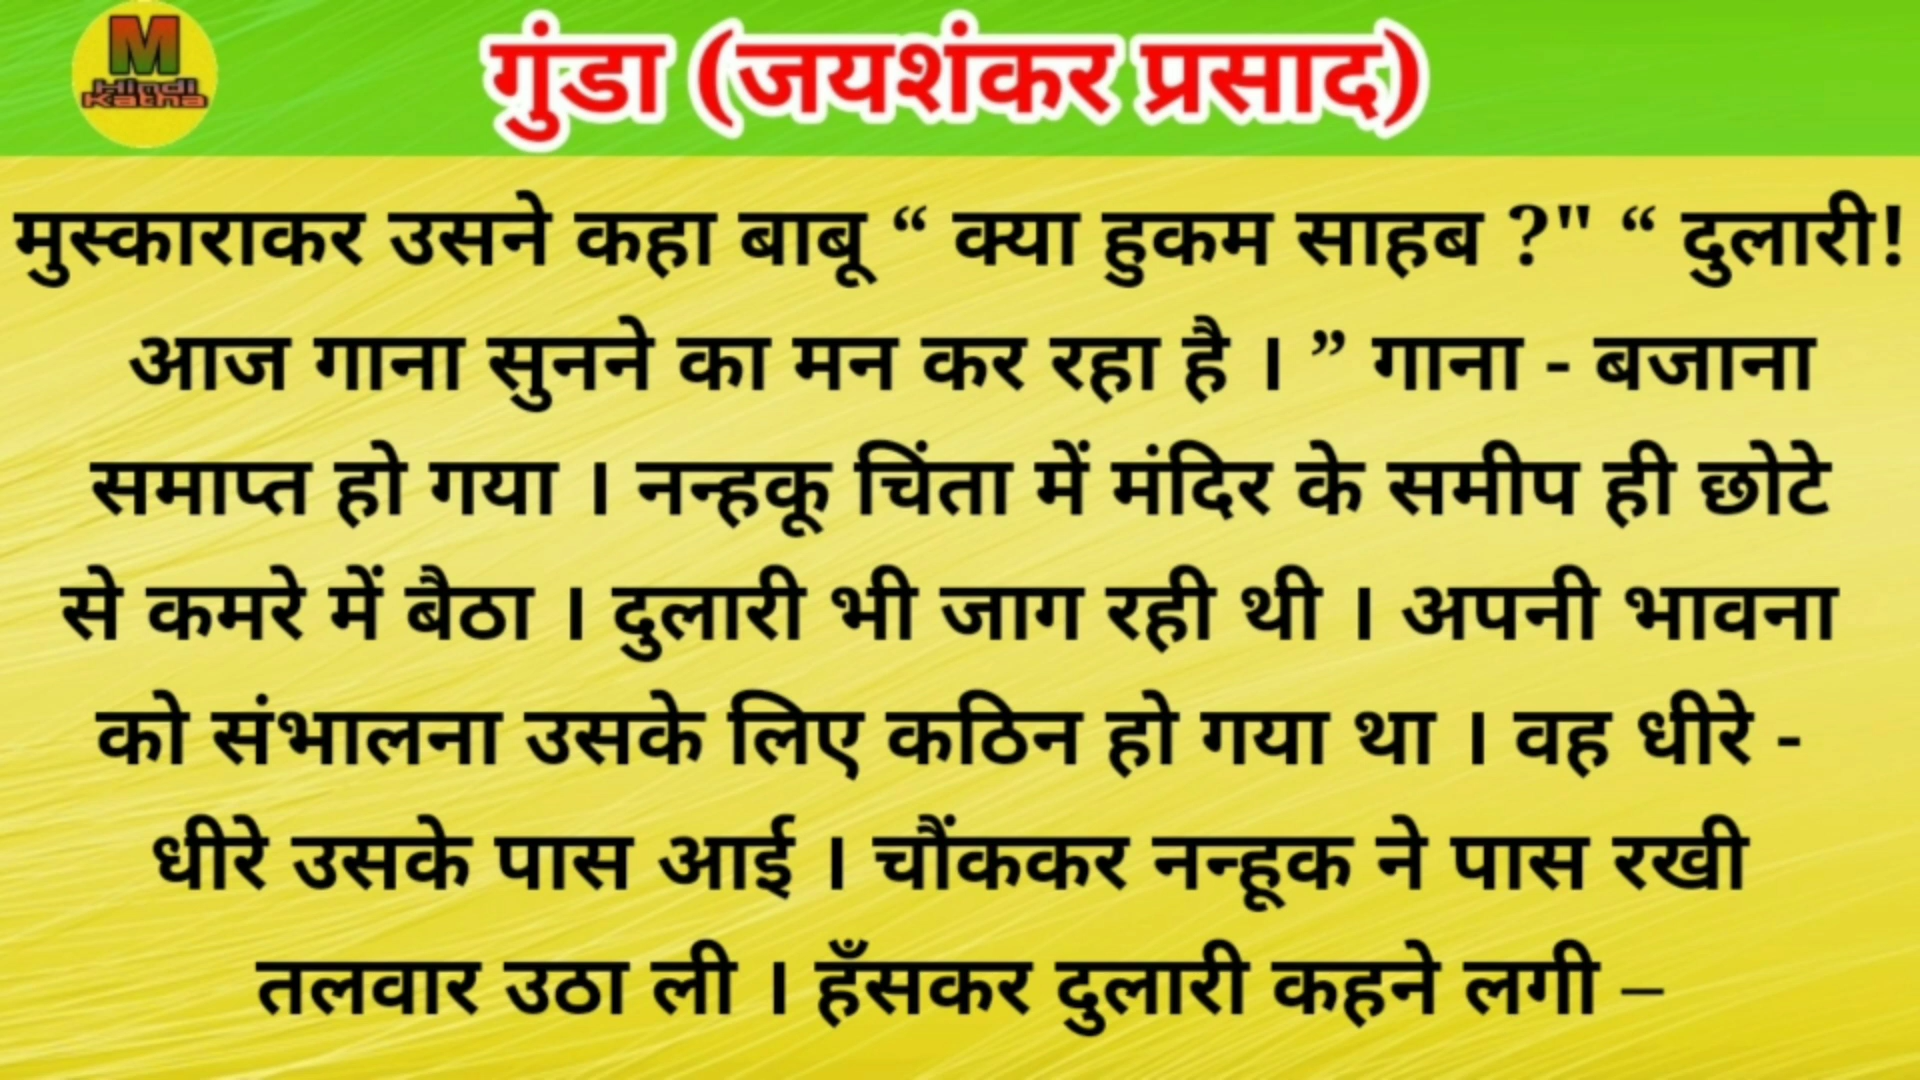 M
Hindi
Katha
गुंडा (जयशंकर प्रसाद)
मुस्काराकर उसने कहा बाबू “ क्या हुकम साहब ?" “ दुलारी!
आज गाना सुनने का मन कर रहा है । ” गाना - बजाना
समाप्त हो गया । नन्हकू चिंता में मंदिर के समीप ही छोटे
से कमरे में बैठा । दुलारी भी जाग रही थी । अपनी भावना
को संभालना उसके लिए कठिन हो गया था । वह धीरे -
धीरे उसके पास आई । चौंककर नन्हूक ने पास रखी
तलवार उठा ली । हँसकर दुलारी कहने लगी –